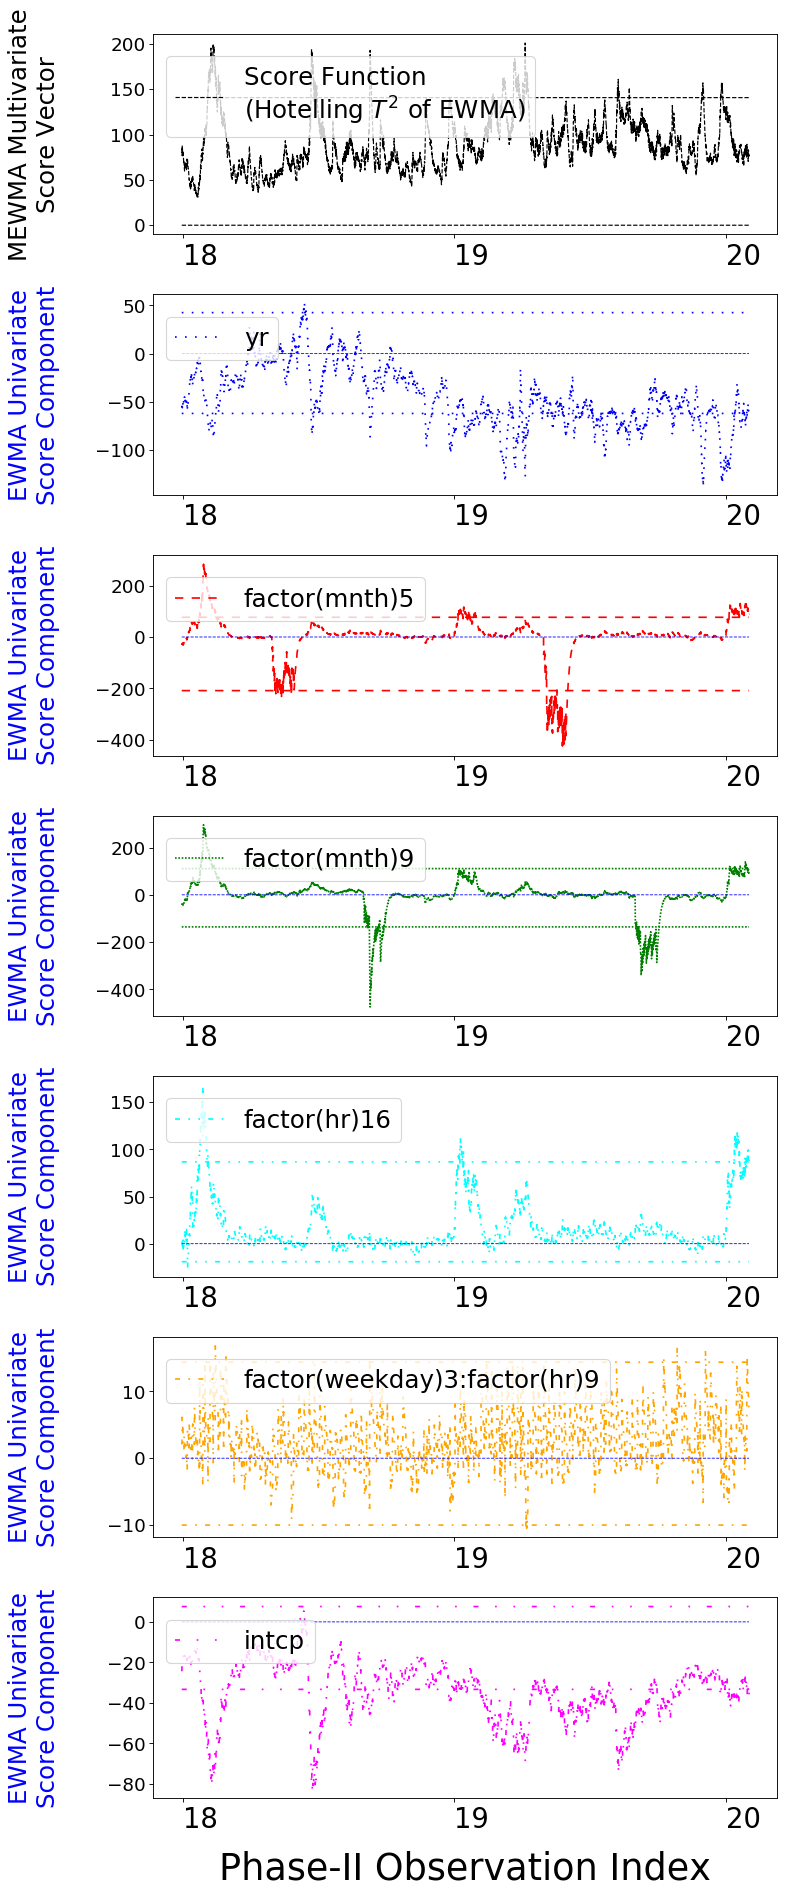 MEWMA Multivariate
Score Vector
200
150
100
50
0
Score Function
(Hotelling T² of EWMA)
18 19 20
EWMA Univariate
Score Component
50
0
−50
−100
yr
18 19 20
EWMA Univariate
Score Component
200
0
−200
−400
factor(mnth)5
18 19 20
EWMA Univariate
Score Component
200
0
−200
−400
factor(mnth)9
18 19 20
EWMA Univariate
Score Component
150
100
50
0
factor(hr)16
18 19 20
EWMA Univariate
Score Component
10
0
−10
factor(weekday)3:factor(hr)9
18 19 20
EWMA Univariate
Score Component
0
−20
−40
−60
−80
intcp
18 19 20
Phase-II Observation Index